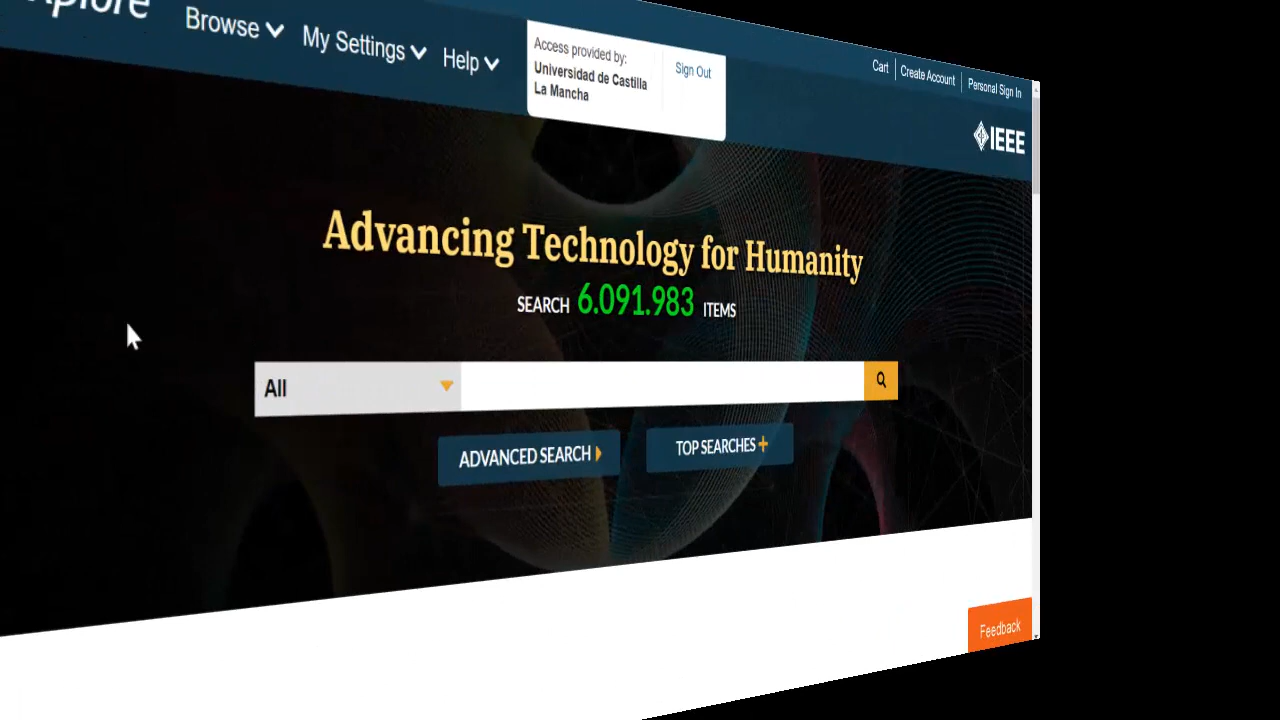 Browse My Settings Help
Access provided by:
Universidad de Castilla
La Mancha
Sign Out
Cart Create Account Personal Sign In
IEEE
Advancing Technology for Humanity
SEARCH 6.091.983 ITEMS
All
ADVANCED SEARCH
TOP SEARCHES
Feedback